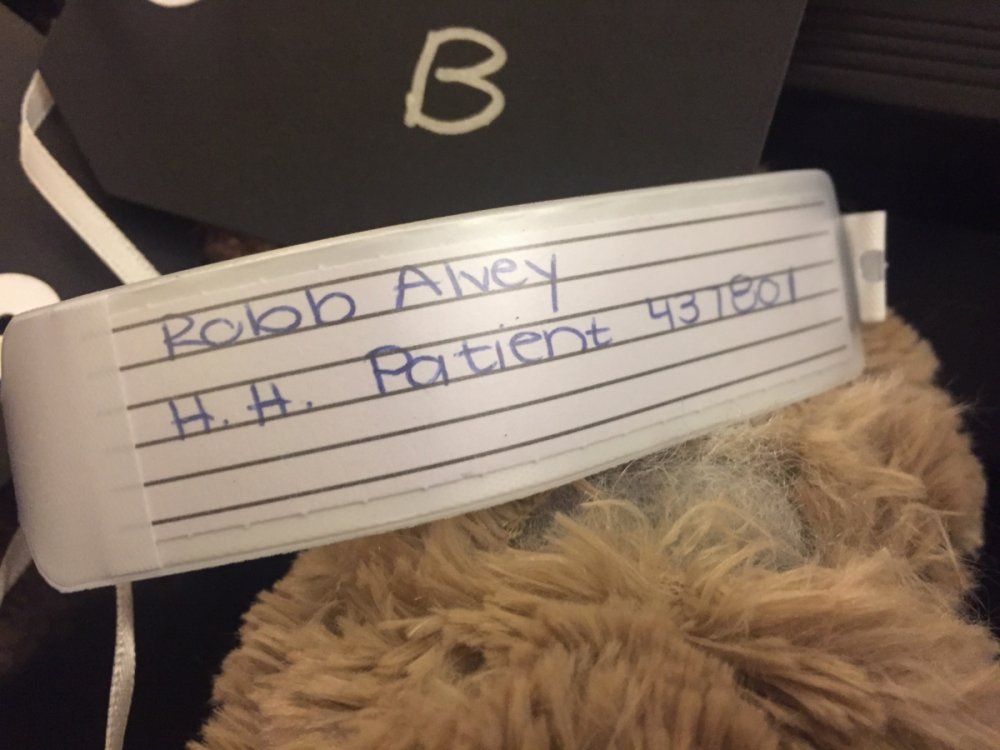 B
Robb Alvey
H.H. Patient 437801